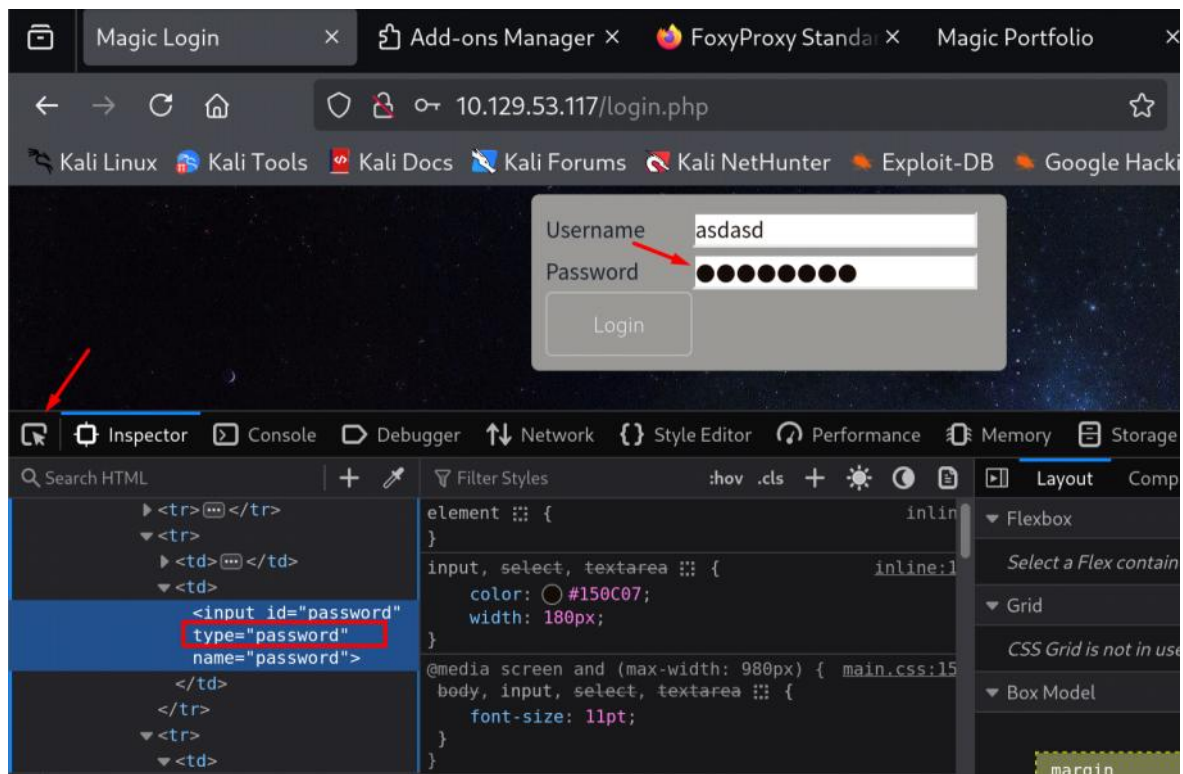 Magic Login
Add-ons Manager
FoxyProxy Standar
Magic Portfolio
10.129.53.117/login.php
Kali Linux Kali Tools Kali Docs Kali Forums Kali NetHunter Exploit-DB Google Hacki
Username asdasd
Password ●●●●●●●●
Login
Inspector Console Debugger Network Style Editor Performance Memory Storage
Search HTML
<tr></tr>
<tr>
<td></td>
<td>
<input id="password"
type="password"
name="password">
</td>
</tr>
<tr>
<td>
Filter Styles :hov .cls
element { inlin
}
input, select, textarea { inline:1
color: #150C07;
width: 180px;
}
@media screen and (max-width: 980px) { main.css:15
body, input, select, textarea {
font-size: 11pt;
}
}
Layout Comp
Flexbox
Select a Flex contain
Grid
CSS Grid is not in use
Box Model
margin